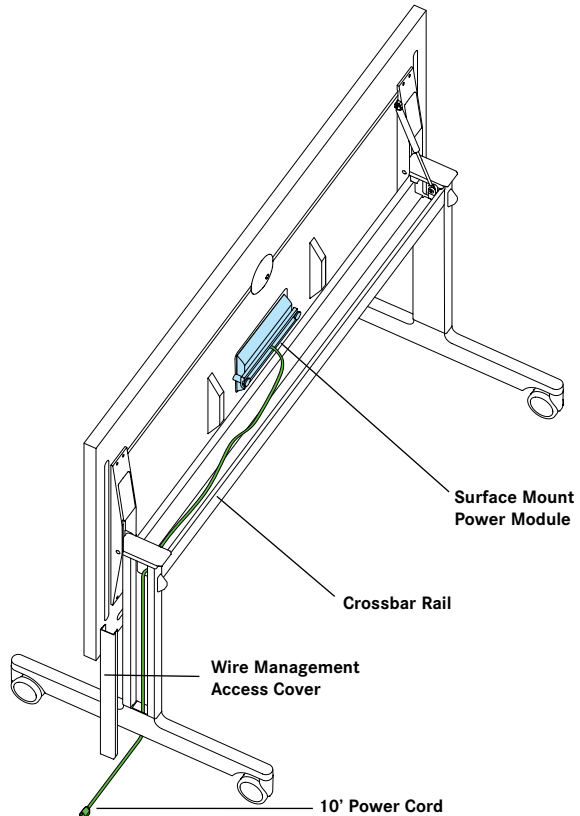 Surface Mount
Power Module
Crossbar Rail
Wire Management
Access Cover
10’ Power Cord